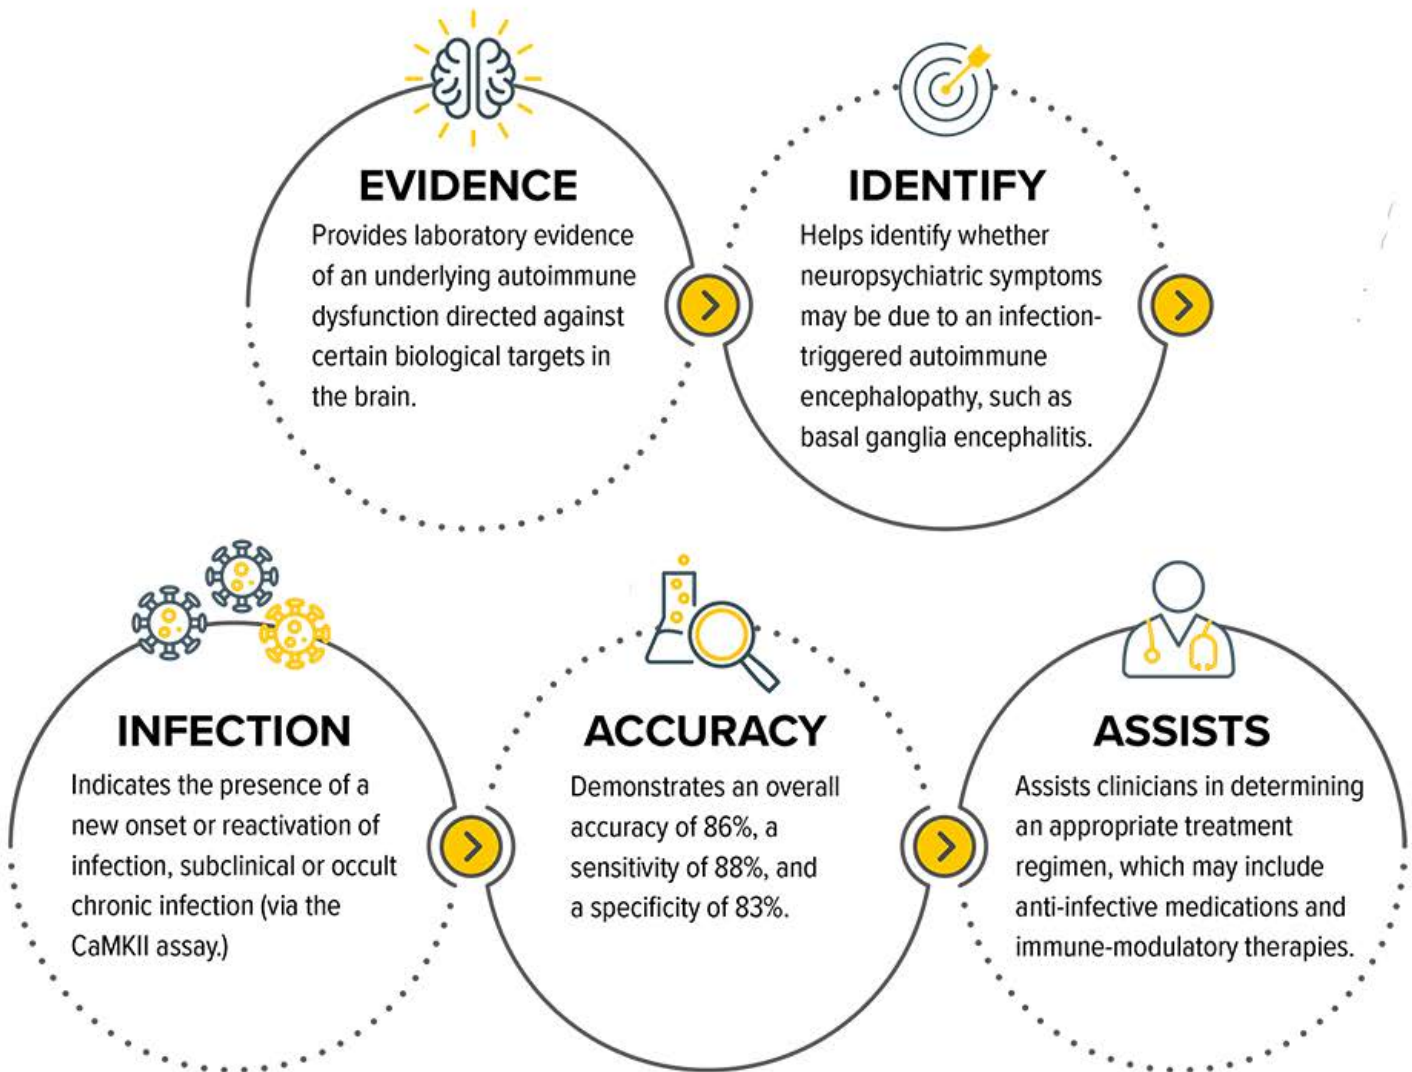 EVIDENCE
Provides laboratory evidence
of an underlying autoimmune
dysfunction directed against
certain biological targets in
the brain.
IDENTIFY
Helps identify whether
neuropsychiatric symptoms
may be due to an infection-
triggered autoimmune
encephalopathy, such as
basal ganglia encephalitis.
INFECTION
Indicates the presence of a
new onset or reactivation of
infection, subclinical or occult
chronic infection (via the
CaMKII assay.)
ACCURACY
Demonstrates an overall
accuracy of 86%, a
sensitivity of 88%, and
a specificity of 83%.
ASSISTS
Assists clinicians in determining
an appropriate treatment
regimen, which may include
anti-infective medications and
immune-modulatory therapies.